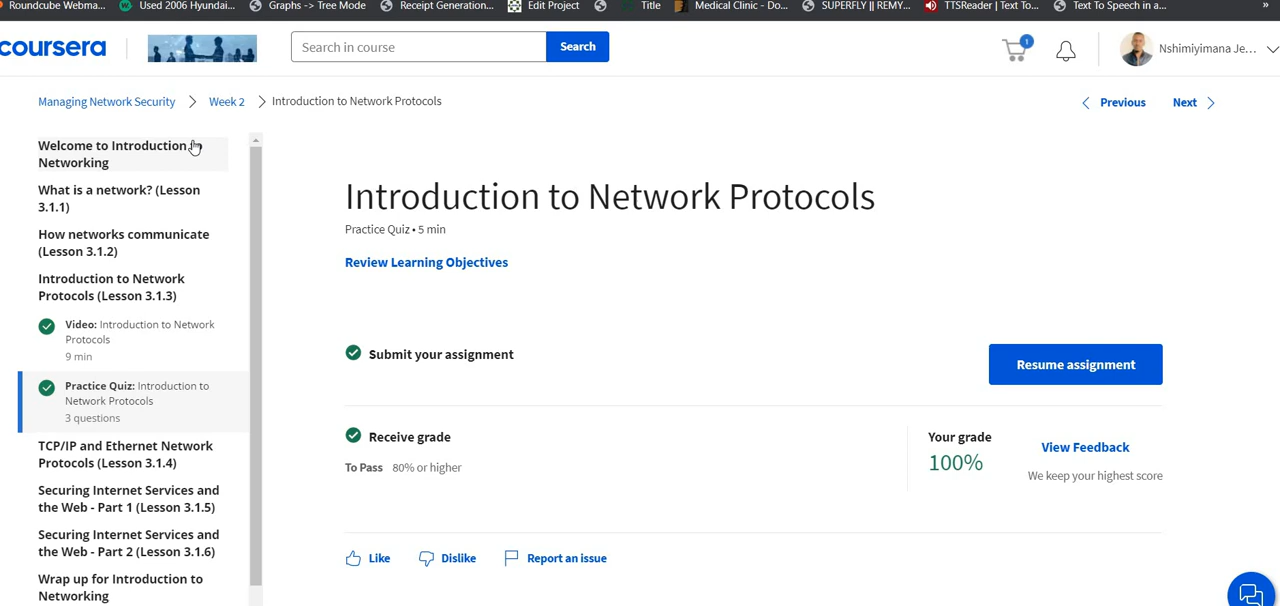 Roundcube Webma...
Used 2006 Hyundai...
Graphs -> Tree Mode
Receipt Generation...
Edit Project
Title
Medical Clinic - Do...
SUPERFLY || REMY...
TTSReader | Text To...
Text To Speech in a...
»
coursera
Search in course
Search
1
Nshimiyimana Je...
Managing Network Security
Week 2
Introduction to Network Protocols
Previous
Next
Welcome to Introduction
Networking
What is a network? (Lesson
3.1.1)
How networks communicate
(Lesson 3.1.2)
Introduction to Network
Protocols (Lesson 3.1.3)
Video: Introduction to Network
Protocols
9 min
Practice Quiz: Introduction to
Network Protocols
3 questions
TCP/IP and Ethernet Network
Protocols (Lesson 3.1.4)
Securing Internet Services and
the Web - Part 1 (Lesson 3.1.5)
Securing Internet Services and
the Web - Part 2 (Lesson 3.1.6)
Wrap up for Introduction to
Networking
Introduction to Network Protocols
Practice Quiz • 5 min
Review Learning Objectives
Submit your assignment
Resume assignment
Receive grade
To Pass 80% or higher
Your grade
100%
View Feedback
We keep your highest score
Like
Dislike
Report an issue